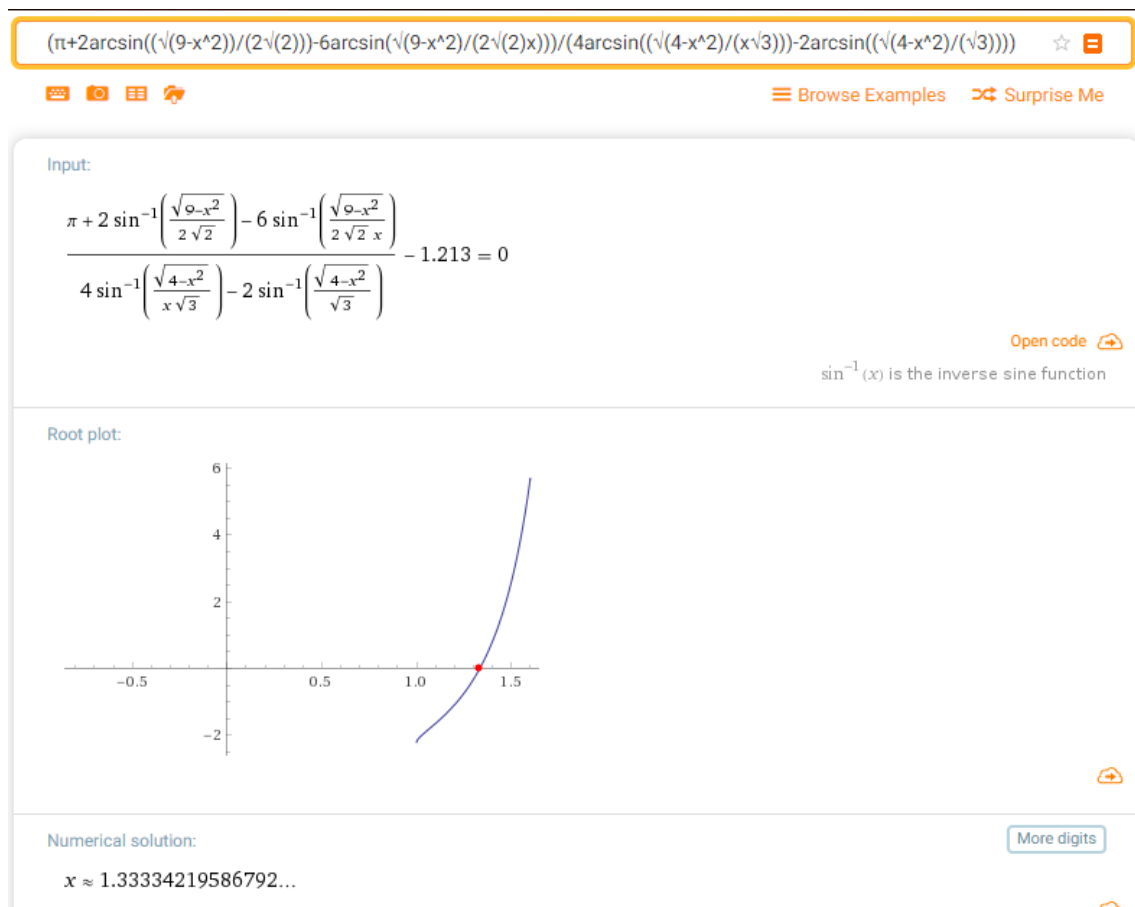 (π+2arcsin((√(9-x^2))/(2√(2)))-6arcsin(√(9-x^2)/(2√(2)x)))/(4arcsin((√(4-x^2)/(x√3)))-2arcsin((√(4-x^2)/(√3))))
Browse Examples Surprise Me
Input:
π + 2 sin⁻¹(√(9-x²) / (2 √2)) - 6 sin⁻¹(√(9-x²) / (2 √2 x))
4 sin⁻¹(√(4-x²) / (x √3)) - 2 sin⁻¹(√(4-x²) / √3)
- 1.213 = 0
Open code
sin⁻¹(x) is the inverse sine function
Root plot:
6
4
2
-0.5 0.5 1.0 1.5
-2
Numerical solution:
More digits
x ≈ 1.33334219586792...